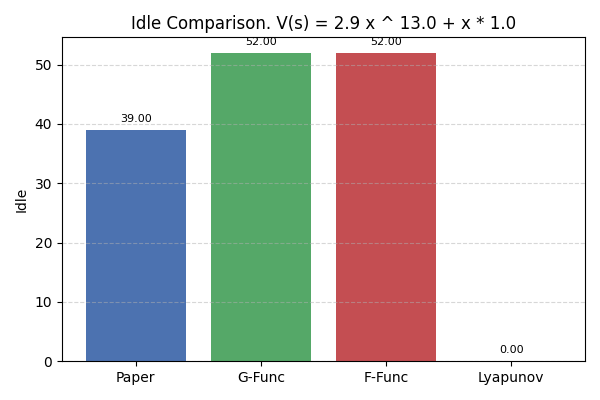 Idle Comparison. V(s) = 2.9 x ^ 13.0 + x * 1.0
52.00
52.00
50
39.00
40
30
Idle
20
10
0.00
0
Paper
G-Func
F-Func
Lyapunov